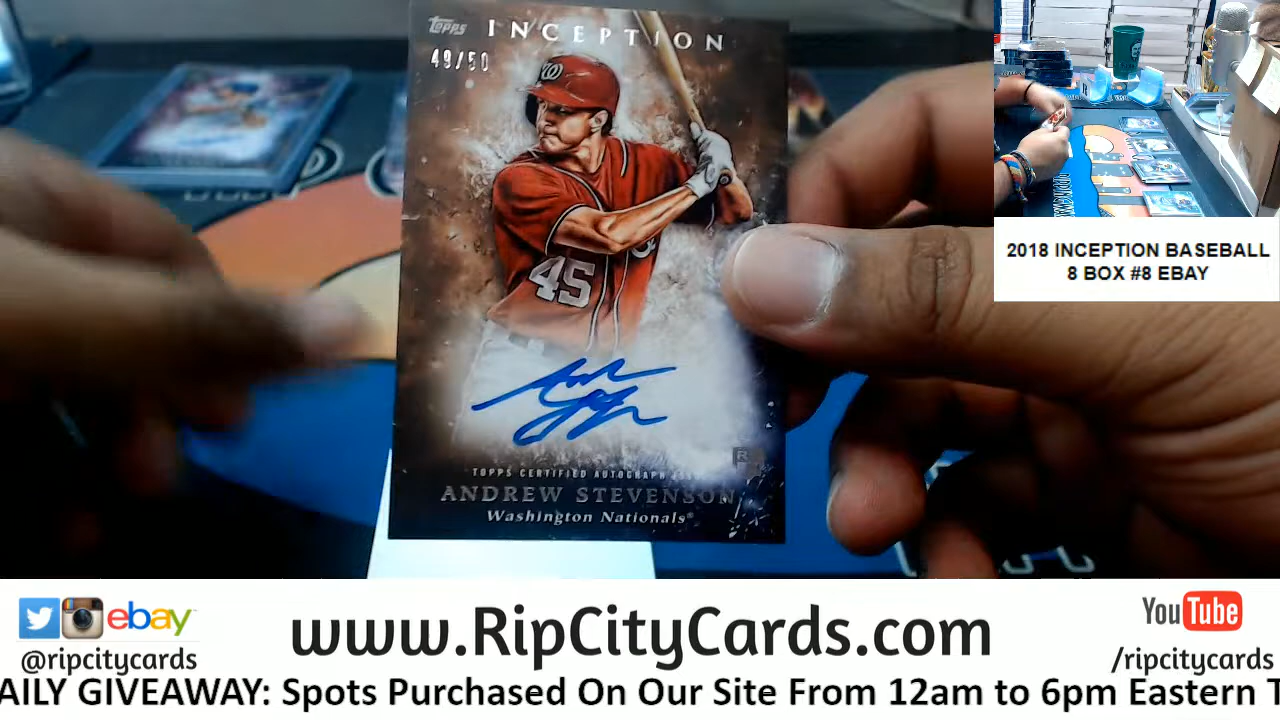 Topps INCEPTION
49/50
W
45
TOPPS CERTIFIED AUTOGRAPH
R
ANDREW STEVENSON
Washington Nationals®
2018 INCEPTION BASEBALL
8 BOX #8 EBAY
ebay
@ripcitycards
www.RipCityCards.com
YouTube
/ripcitycards
AILY GIVEAWAY: Spots Purchased On Our Site From 12am to 6pm Eastern T